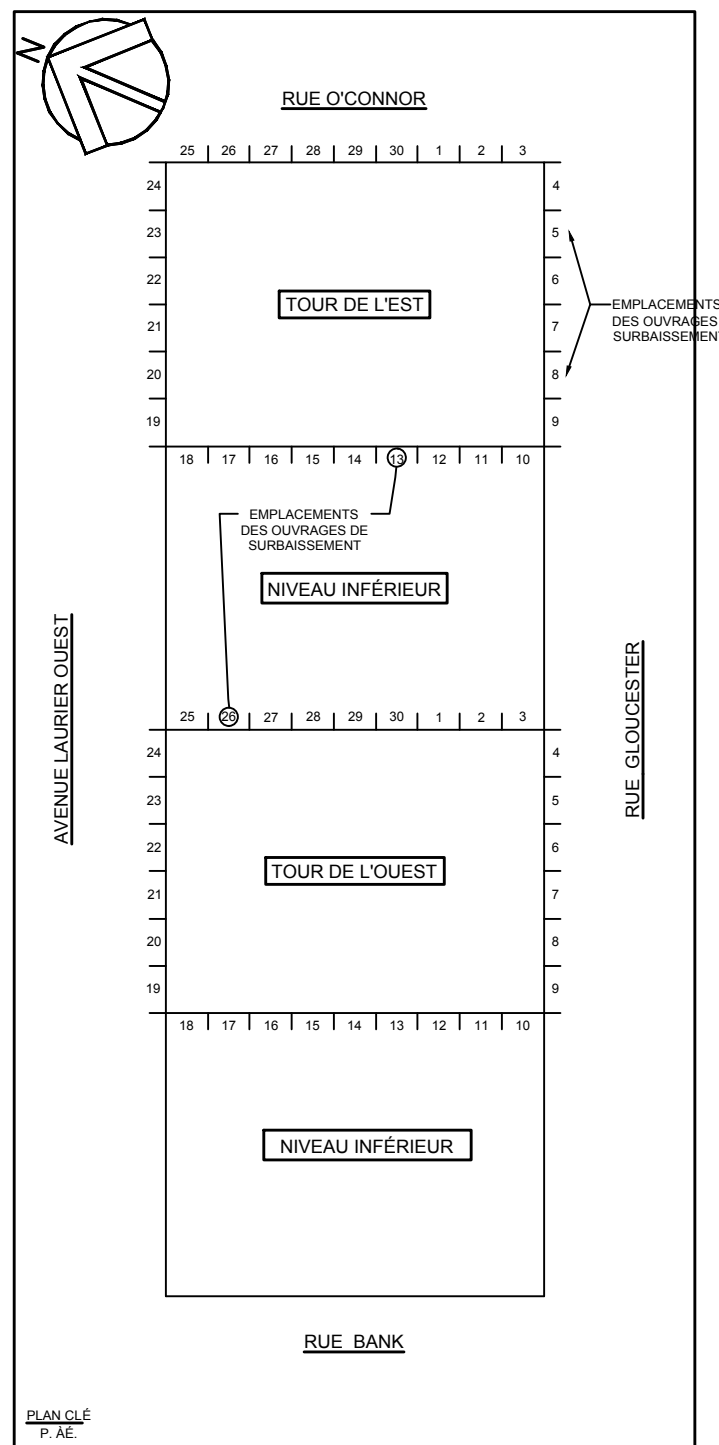 N
RUE O'CONNOR
25 26 27 28 29 30 1 2 3
24 4
23 5
22 6
TOUR DE L'EST
EMPLACEMENTS
DES OUVRAGES
SURBAISSEMENT
21 7
20 8
19 9
18 17 16 15 14 13 12 11 10
EMPLACEMENTS
DES OUVRAGES DE
SURBAISSEMENT
NIVEAU INFÉRIEUR
AVENUE LAURIER OUEST
RUE GLOUCESTER
25 26 27 28 29 30 1 2 3
24 4
23 5
22 6
TOUR DE L'OUEST
21 7
20 8
19 9
18 17 16 15 14 13 12 11 10
NIVEAU INFÉRIEUR
RUE BANK
PLAN CLÉ
P. ÀÉ.